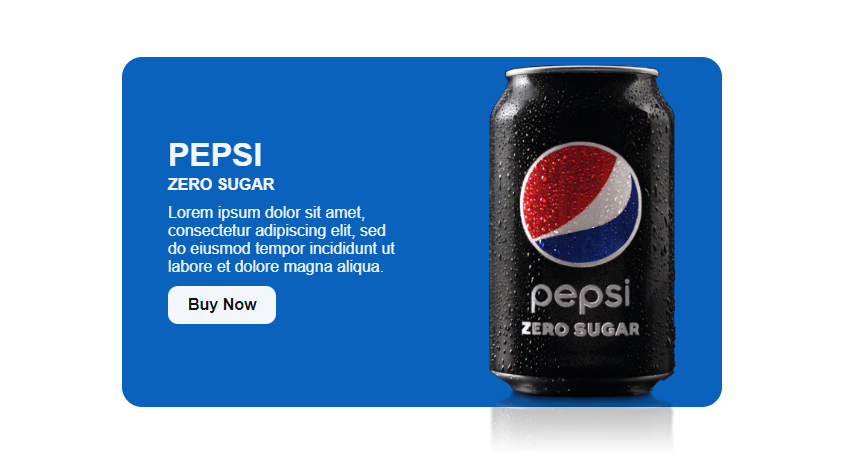 PEPSI
ZERO SUGAR
Lorem ipsum dolor sit amet,
consectetur adipiscing elit, sed
do eiusmod tempor incididunt ut
labore et dolore magna aliqua.
Buy Now
pepsi
ZERO SUGAR